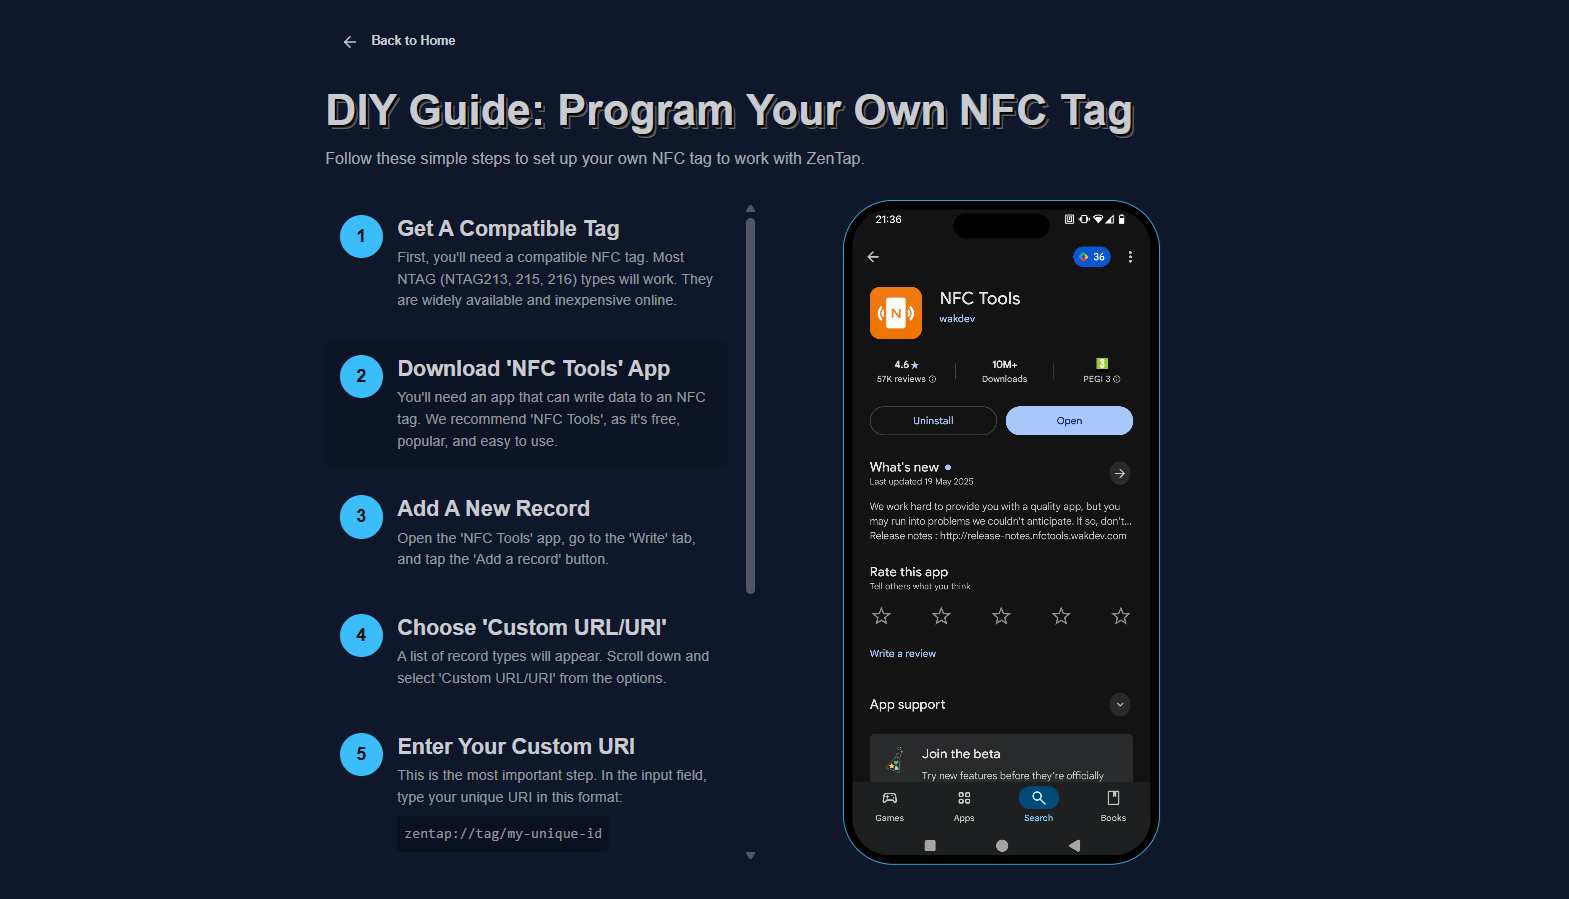 Back to Home
DIY Guide: Program Your Own NFC Tag
Follow these simple steps to set up your own NFC tag to work with ZenTap.
1
Get A Compatible Tag
First, you'll need a compatible NFC tag. Most
NTAG (NTAG213, 215, 216) types will work. They
are widely available and inexpensive online.
2
Download 'NFC Tools' App
You'll need an app that can write data to an NFC
tag. We recommend 'NFC Tools', as it's free,
popular, and easy to use.
3
Add A New Record
Open the 'NFC Tools' app, go to the 'Write' tab,
and tap the 'Add a record' button.
4
Choose 'Custom URL/URI'
A list of record types will appear. Scroll down and
select 'Custom URL/URI' from the options.
5
Enter Your Custom URI
This is the most important step. In the input field,
type your unique URI in this format:
zentap://tag/my-unique-id
21:36
36
N
NFC Tools
wakdev
4.6★ 10M+ 3
57K reviews Downloads PEGI 3
Uninstall Open
What's new
Last updated 19 May 2025
We work hard to provide you with a quality app, but you
may run into problems we couldn't anticipate. If so, don't...
Release notes : http://release-notes.nfctools.wakdev.com
Rate this app
Tell others what you think
Write a review
App support
Join the beta
Try new features before they're officially
Games Apps Search Books